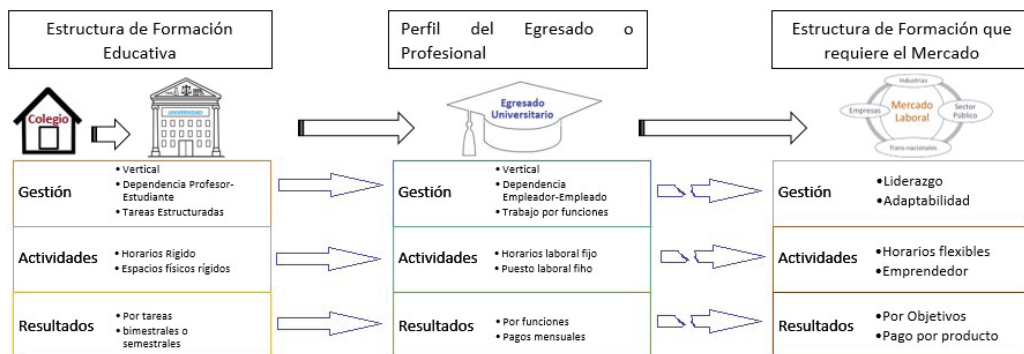 Estructura de Formación
Educativa
Perfil del Egresado o
Profesional
Estructura de Formación que
requiere el Mercado
Colegio
UNIVERSIDAD
Egresado
Universitario
Industrias
Empresas
Mercado
Laboral
Sector
Público
Trans nacionales
Gestión
• Vertical
• Dependencia Profesor-
Estudiante
• Tareas Estructuradas
Gestión
• Vertical
• Dependencia
Empleador-Empleado
• Trabajo por funciones
Gestión
•Liderazgo
•Adaptabilidad
Actividades
• Horarios Rigido
• Espacios físicos rígidos
Actividades
• Horarios laboral fijo
• Puesto laboral fiho
Actividades
•Horarios flexibles
•Emprendedor
Resultados
• Por tareas
• bimestrales o
semestrales
Resultados
• Por funciones
• Pagos mensuales
Resultados
•Por Objetivos
•Pago por producto